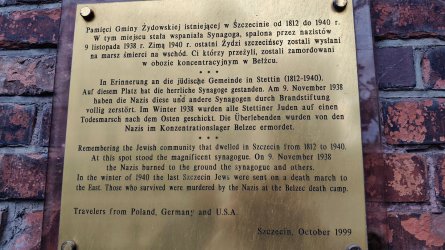 Pamięci Gminy Żydowskiej istniejącej w Szczecinie od 1812 do 1940 r.
W tym miejscu stała wspaniała Synagoga, spalona przez nazistów
9 listopada 1938 r. Zimą 1940 r. ostatni Żydzi szczecińscy zostali wysłani
na marsz śmierci na wschód. Ci którzy przeżyli, zostali zamordowani
w obozie koncentracyjnym w Bełżcu.
* * *
In Erinnerung an die jüdische Gemeinde in Stettin (1812-1940).
Auf diesem Platz hat die herrliche Synagoge gestanden. Am 9. November 1938
haben die Nazis diese und andere Synagogen durch Brandstiftung
vollig zerstört. Im Winter 1938 wurden alle Stettiner Juden auf einen
Todesmarsch nach dem Osten geschickt. Die Überlebenden wurden von den
Nazis im Konzentrationslager Belzec ermordet.
* * *
Remembering the Jewish community that dwelled in Szczecin from 1812 to 1940.
At this spot stood the magnificent synagogue. On 9. November 1938
the Nazis burned to the ground the synagogue and others.
In the winter of 1940 the last Szczecin Jews were sent on a death march to
the East. Those who survived were murdered by the Nazis at the Belzec death camp.
Travelers from Poland, Germany and U.S.A.
Szczecin, October 1999